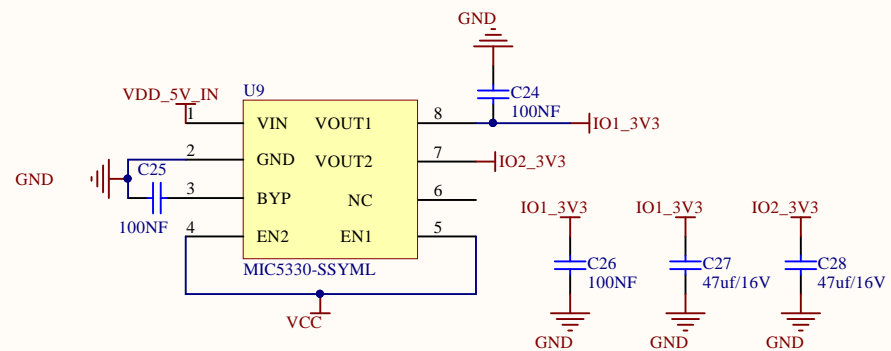 GND
VDD_5V_IN
U9
C24
100NF
1
VIN
VOUT1
8
IO1_3V3
2
GND
VOUT2
7
IO2_3V3
GND
C25
3
BYP
NC
6
100NF
4
EN2
EN1
5
MIC5330-SSYML
VCC
IO1_3V3
IO1_3V3
IO2_3V3
C26
100NF
C27
47uf/16V
C28
47uf/16V
GND
GND
GND